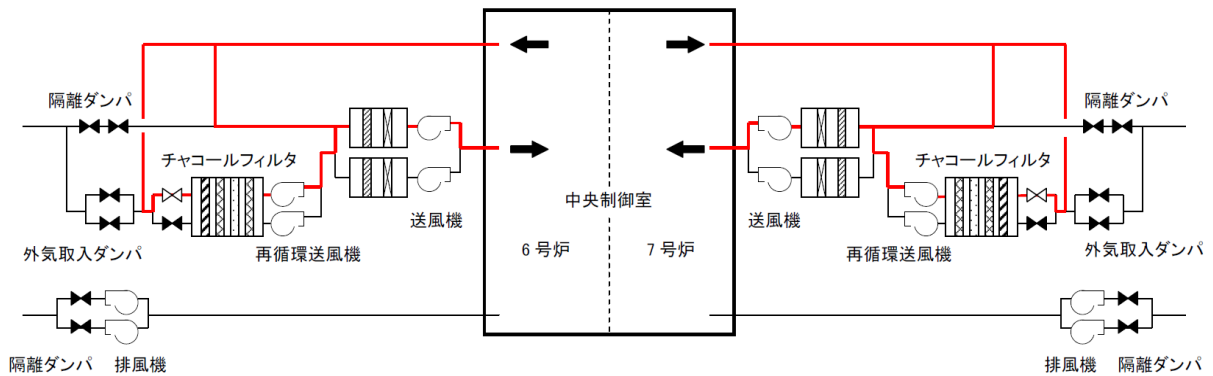 隔離ダンパ
隔離ダンパ
チャコールフィルタ
チャコールフィルタ
中央制御室
送風機
送風機
外気取入ダンパ
再循環送風機
6号炉
7号炉
再循環送風機
外気取入ダンパ
隔離ダンパ
排風機
排風機
隔離ダンパ